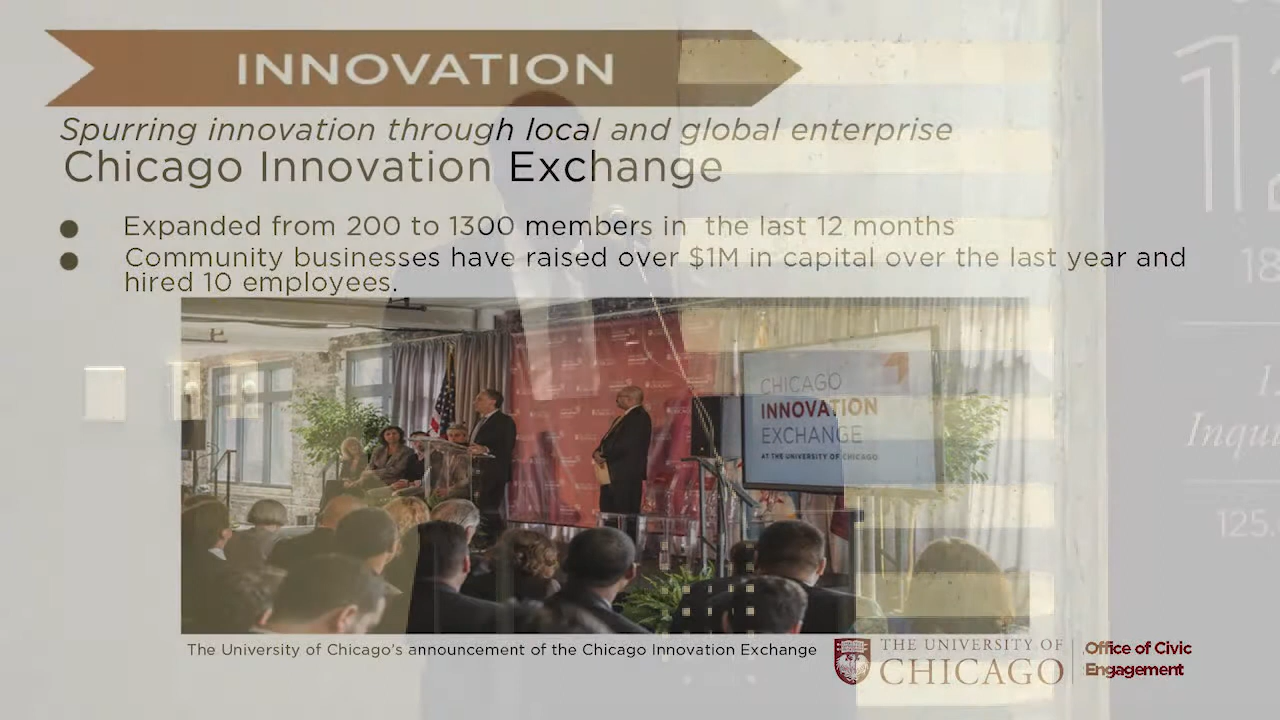 INNOVATION
Spurring innovation through local and global enterprise
Chicago Innovation Exchange
Expanded from 200 to 1300 members in the last 12 months
Community businesses have raised over $1M in capital over the last year and
hired 10 employees.
CHICAGO
INNOVATION
EXCHANGE
AT THE UNIVERSITY OF CHICAGO
The University of Chicago's announcement of the Chicago Innovation Exchange
THE UNIVERSITY OF
CHICAGO
Office of Civic
Engagement
12
18
125.